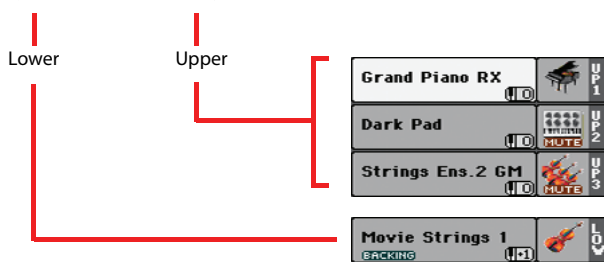 Lower Upper
Grand Piano RX UP1
0
Dark Pad UP2
0 MUTE
Strings Ens.2 GM UP3
0 MUTE
Movie Strings 1 LOW
BACKING +1